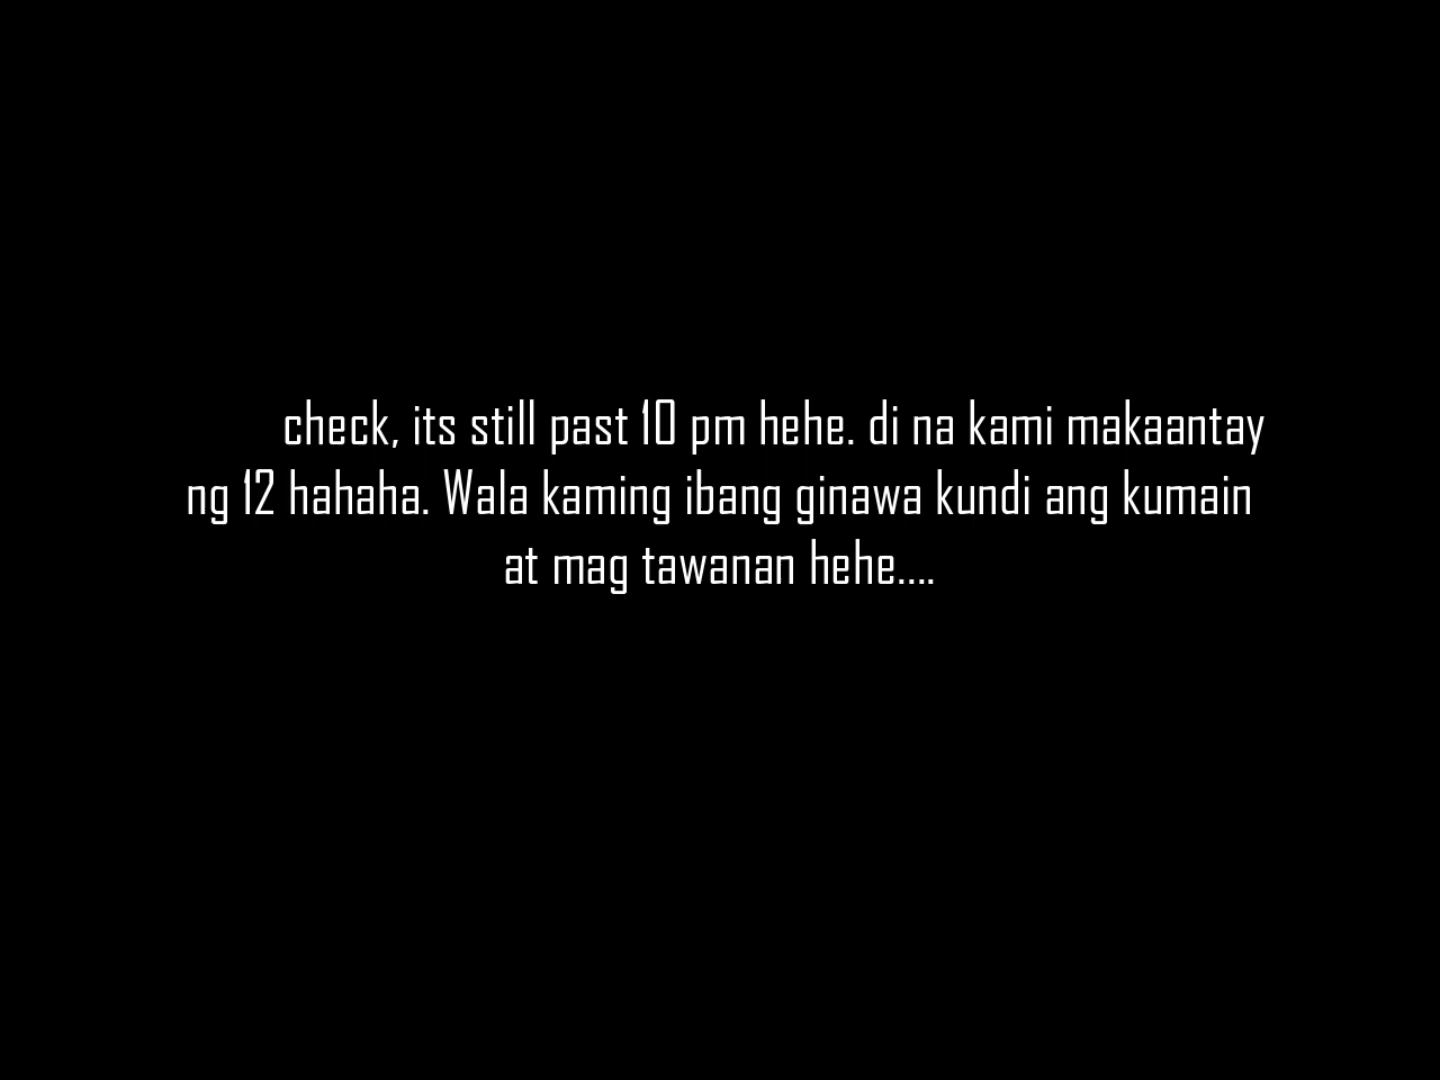 check, its still past 10 pm hehe. di na kami makaantay
ng 12 hahaha. Wala kaming ibang ginawa kundi ang kumain
at mag tawanan hehe....